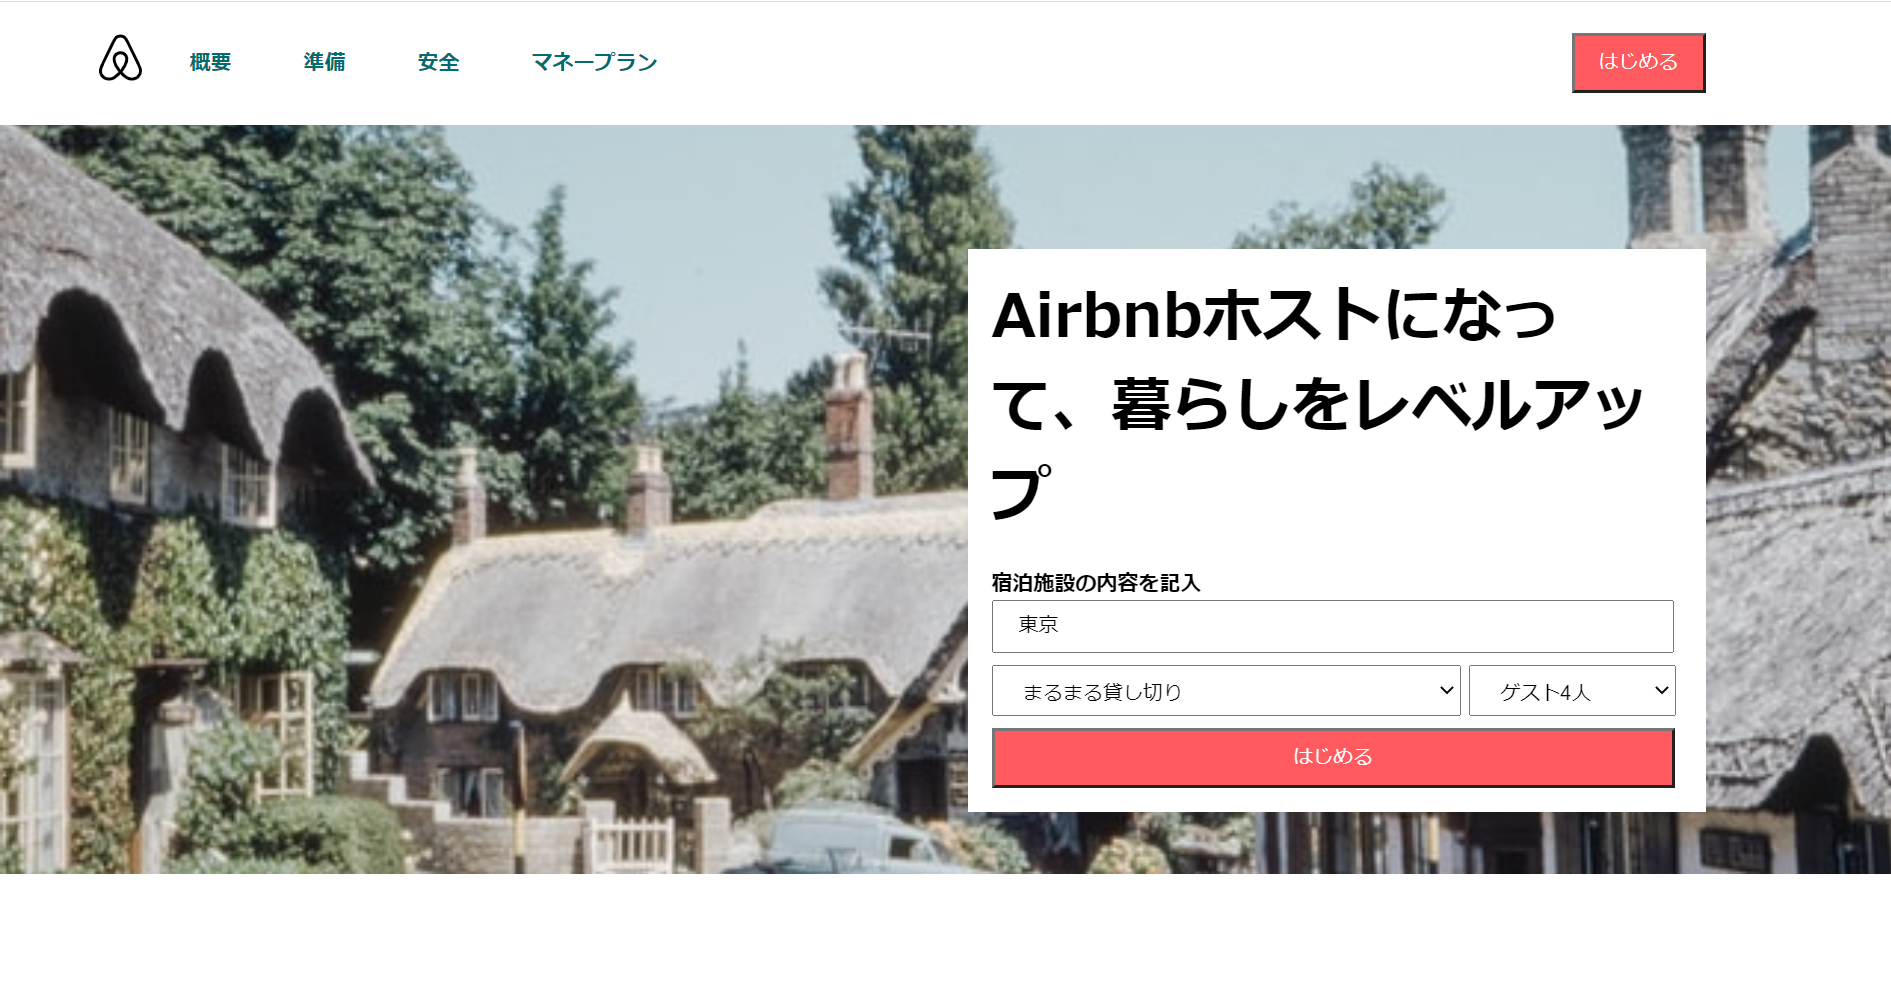 概要 準備 安全 マネープラン はじめる
Airbnbホストになっ
て、暮らしをレベルアッ
プ
宿泊施設の内容を記入
東京
まるまる貸し切り ゲスト4人
はじめる